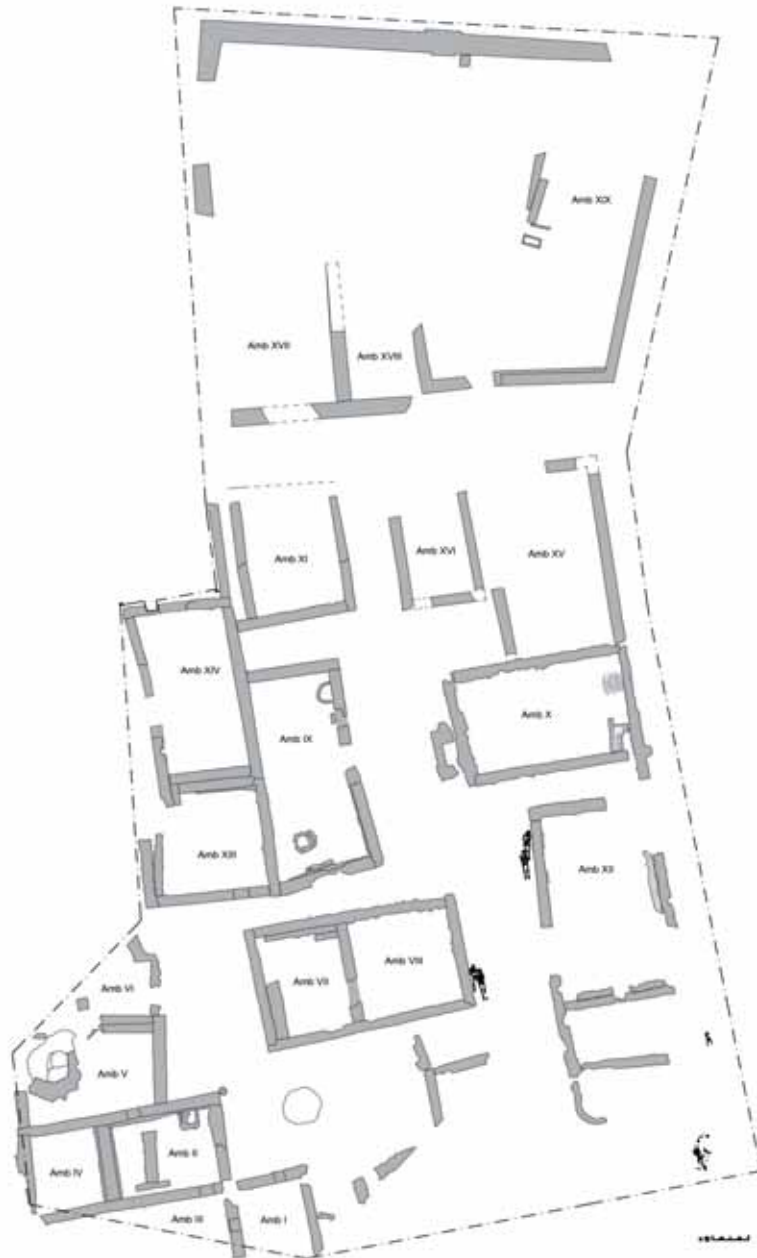 Amb XIX
Amb XVII
Amb XVIII
Amb XI
Amb XVI
Amb XV
Amb XIV
Amb X
Amb IX
Amb XIII
Amb XII
Amb VIII
Amb VII
Amb VI
Amb V
Amb II
Amb IV
Amb III
Amb I